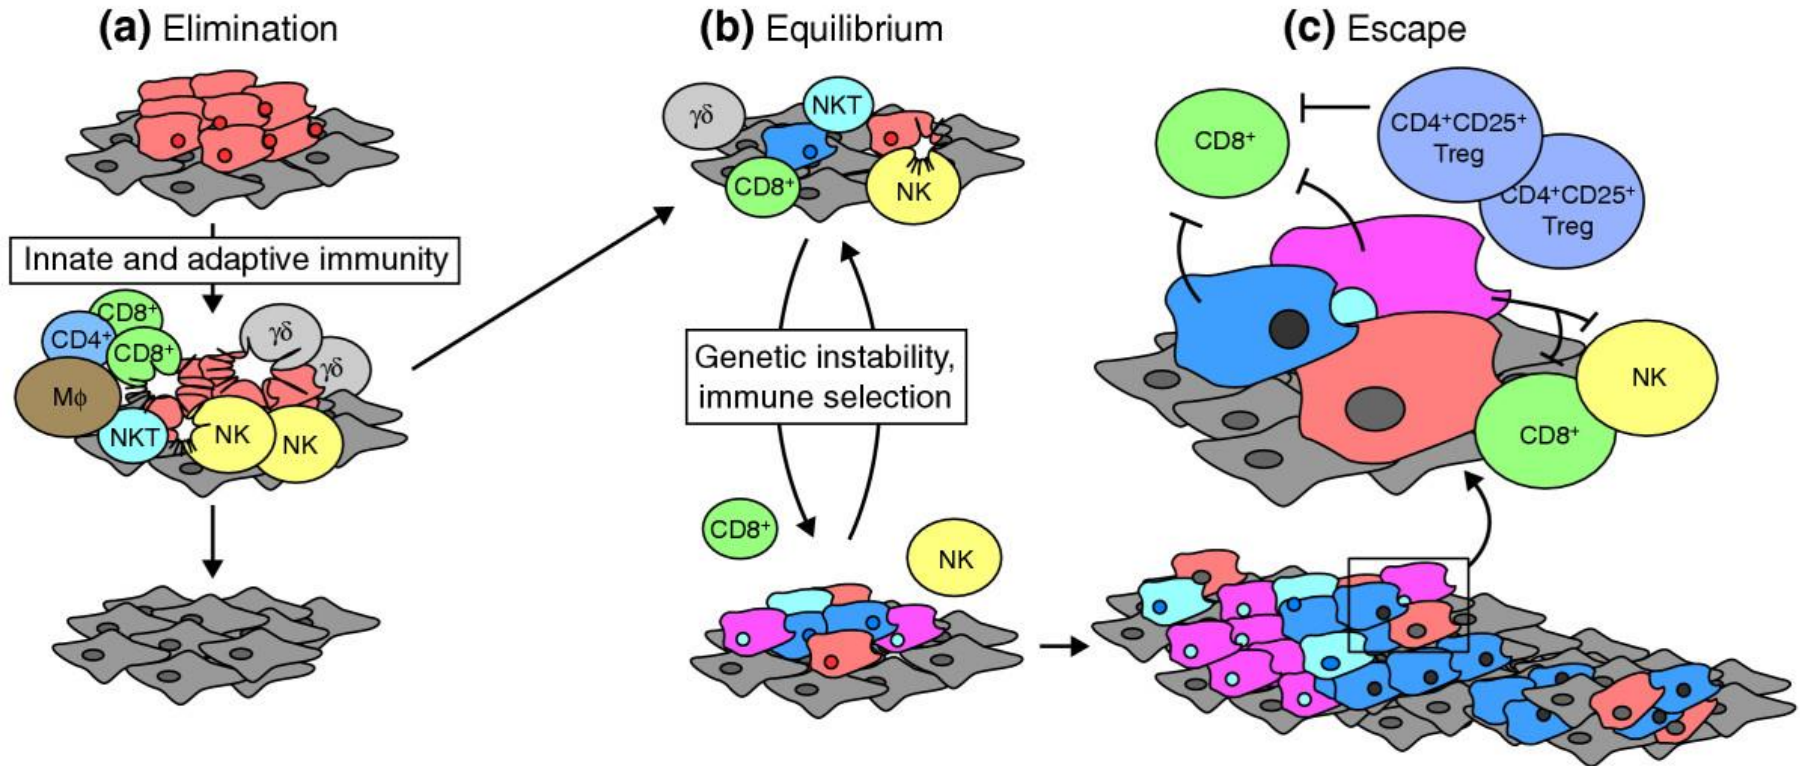 (a) Elimination
Innate and adaptive immunity
CD8+
CD4+
CD8+
γδ
γδ
Mϕ
NKT
NK
NK
(b) Equilibrium
γδ
NKT
CD8+
NK
Genetic instability,
immune selection
CD8+
NK
(c) Escape
CD8+
CD4+CD25+
Treg
CD4+CD25+
Treg
NK
CD8+